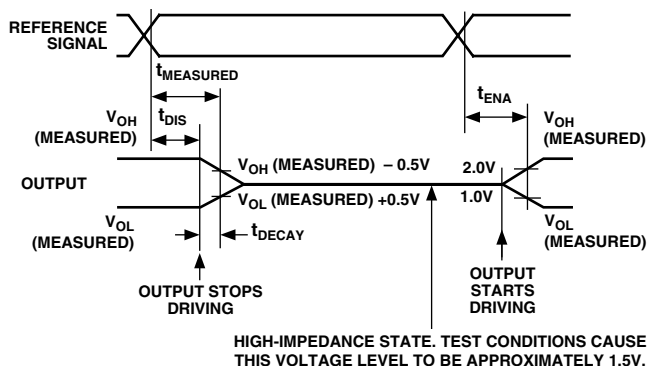 REFERENCE
SIGNAL
tMEASURED
tENA
VOH
(MEASURED)
tDIS
VOH
(MEASURED)
VOH (MEASURED) – 0.5V
2.0V
OUTPUT
VOL (MEASURED) +0.5V
1.0V
VOL
(MEASURED)
tDECAY
VOL
(MEASURED)
OUTPUT STOPS
DRIVING
OUTPUT
STARTS
DRIVING
HIGH-IMPEDANCE STATE. TEST CONDITIONS CAUSE
THIS VOLTAGE LEVEL TO BE APPROXIMATELY 1.5V.